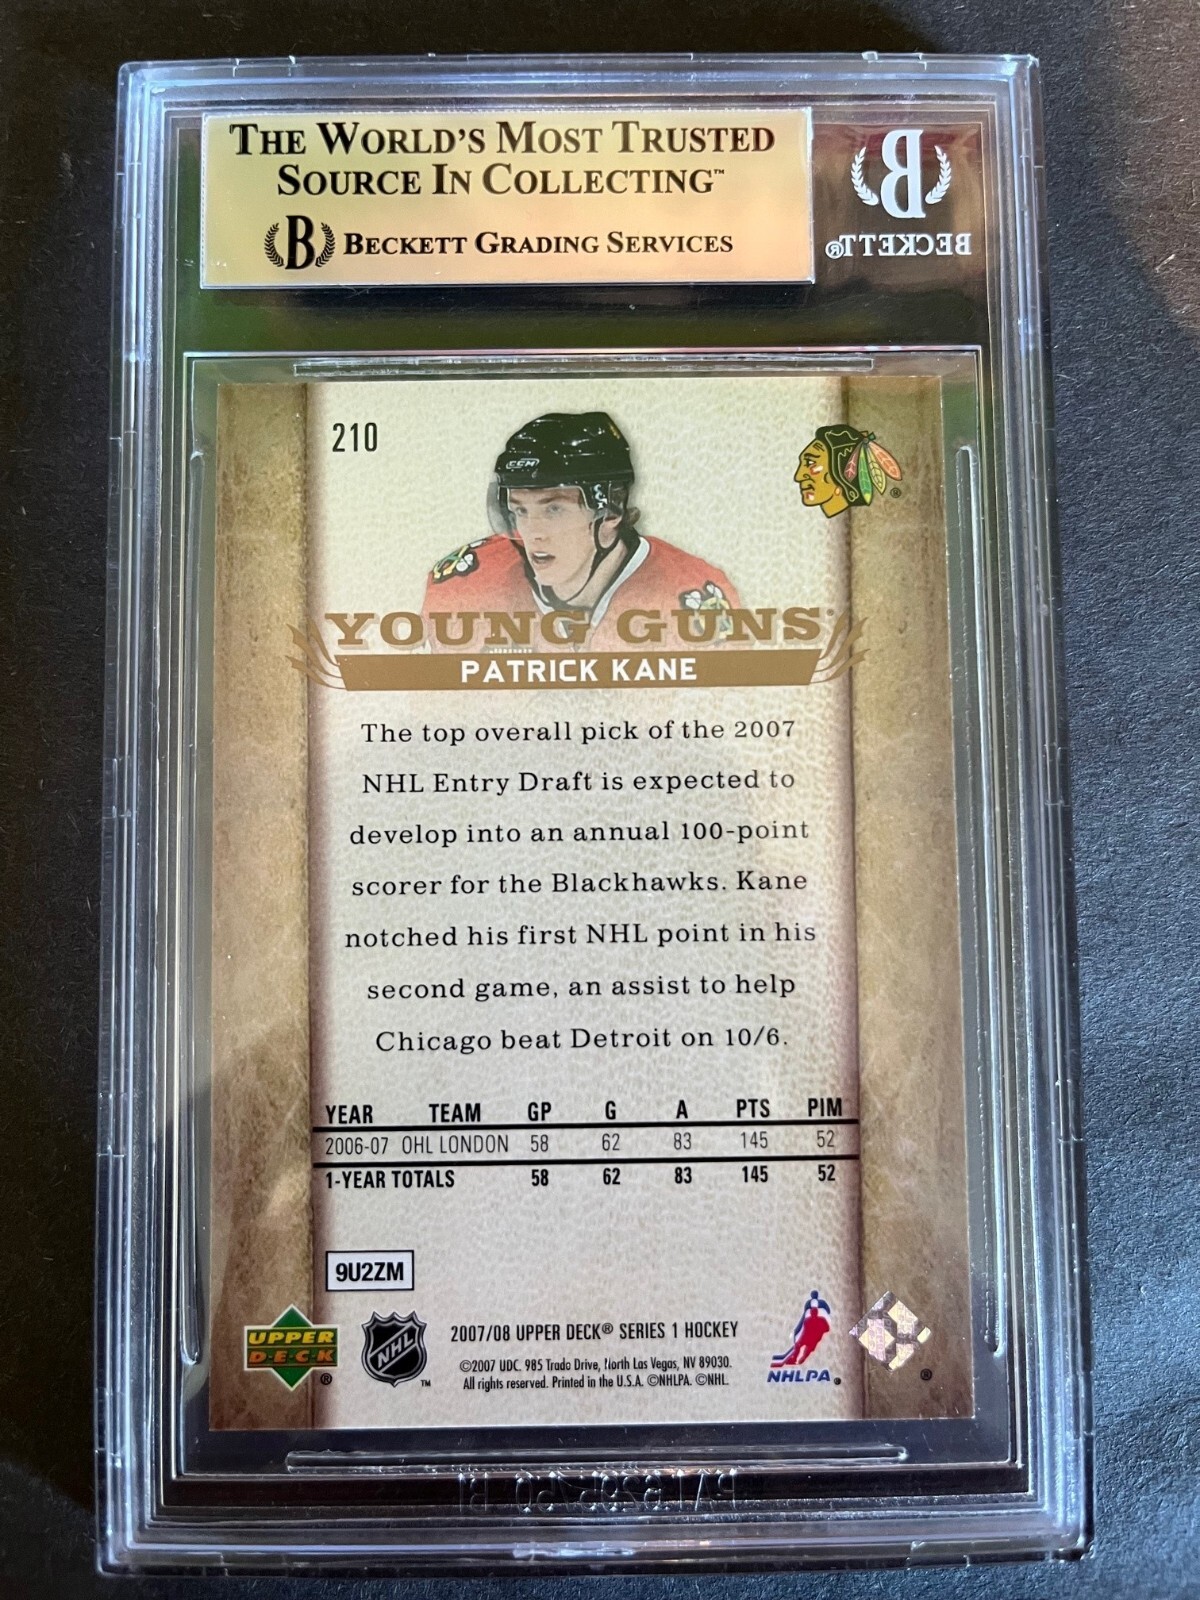 THE WORLD'S MOST TRUSTED
SOURCE IN COLLECTING™
B BECKETT GRADING SERVICES
B
BECKETT®
210
CCM
YOUNG GUNS®
PATRICK KANE
The top overall pick of the 2007
NHL Entry Draft is expected to
develop into an annual 100-point
scorer for the Blackhawks. Kane
notched his first NHL point in his
second game, an assist to help
Chicago beat Detroit on 10/6.
YEAR TEAM GP G A PTS PIM
2006-07 OHL LONDON 58 62 83 145 52
1-YEAR TOTALS 58 62 83 145 52
9U2ZM
UPPER DECK®
NHL™
2007/08 UPPER DECK® SERIES 1 HOCKEY
©2007 UDC. 985 Trade Drive, North Las Vegas, NV 89030.
All rights reserved. Printed in the U.S.A. ©NHLPA. ©NHL.
NHLPA®
®